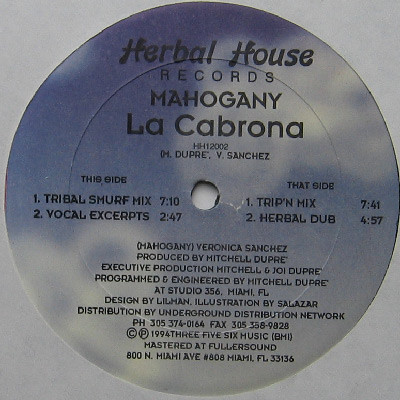 Herbal House
RECORDS
MAHOGANY
La Cabrona
HH12002
(M. DUPRE', V. SANCHEZ
THIS SIDE
1. TRIBAL SMURF MIX 7:10
2. VOCAL EXCERPTS 2:47
THAT SIDE
1. TRIP'N MIX 7:41
2. HERBAL DUB 4:57
(MAHOGANY) VERONICA SANCHEZ
PRODUCED BY MITCHELL DUPRE'
EXECUTIVE PRODUCTION MITCHELL & JOI DUPRE'
PROGRAMMED & ENGINEERED BY MITCHELL DUPRE'
AT STUDIO 356, MIAMI, FL
DESIGN BY LILMAN, ILLUSTRATION BY SALAZAR
DISTRIBUTION BY UNDERGROUND DISTRIBUTION NETWORK
PH 305 374-0164 FAX 305 358-9828
© ℗ 1994 THREE FIVE SIX MUSIC (BMI)
MASTERED AT FULLERSOUND
800 N. MIAMI AVE #808 MIAMI, FL 33136